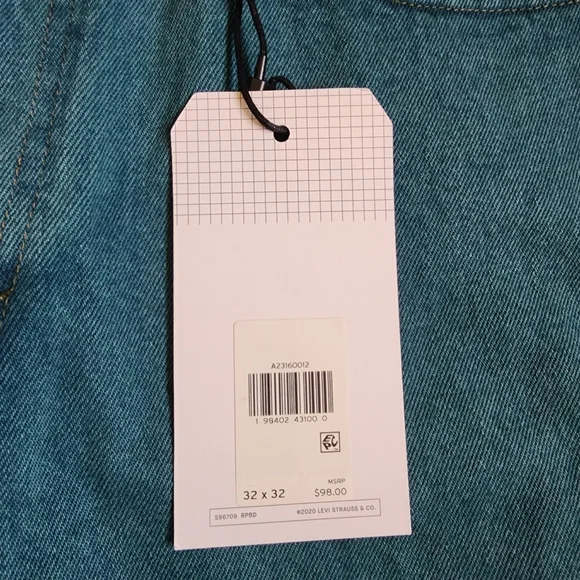 A23160012
1 98402 43100 0
MSRP
32 x 32 $98.00
S96709 RPBD ©2020 LEVI STRAUSS & CO.